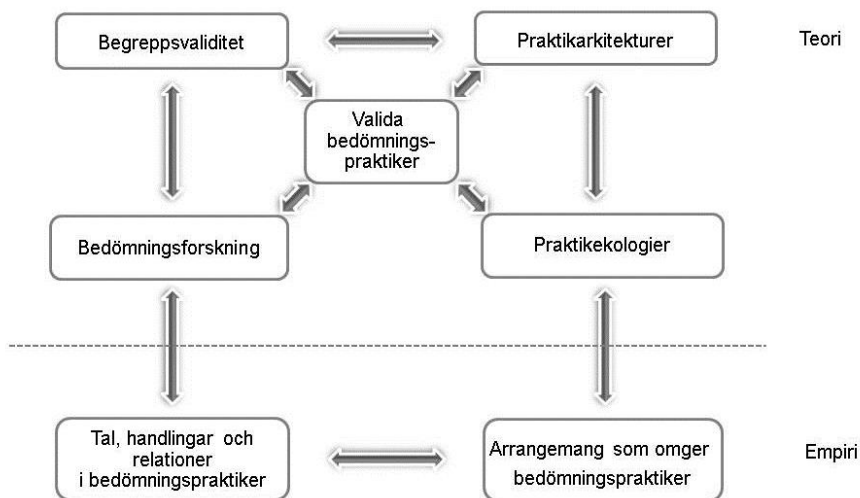 Begreppsvaliditet
Praktikarkitekturer
Teori
Valida
bedömnings-
praktiker
Bedömningsforskning
Praktikekologier
Tal, handlingar och
relationer
i bedömningspraktiker
Arrangemang som omger
bedömningspraktiker
Empiri